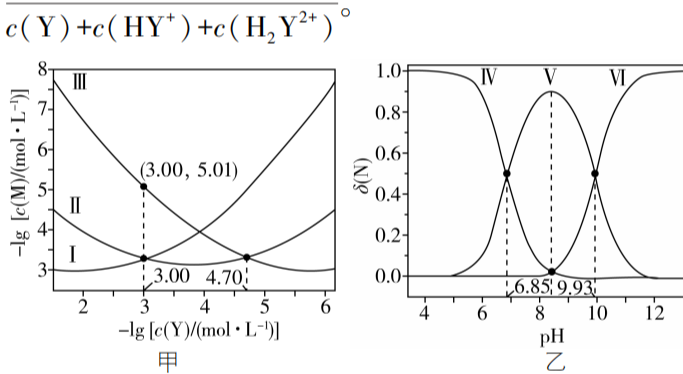 c(Y)+c(HY⁺)+c(H₂Y²⁺)。
-lg[c(M)/(mol·L⁻¹)]
8
7
6
5
4
3
Ⅲ
Ⅱ
Ⅰ
(3.00, 5.01)
3.00 4.70
2 3 4 5 6
-lg[c(Y)/(mol·L⁻¹)]
甲
δ(N)
1.0
0.8
0.6
0.4
0.2
0.0
Ⅳ Ⅴ Ⅵ
6.85 9.93
4 6 8 10 12
pH
乙